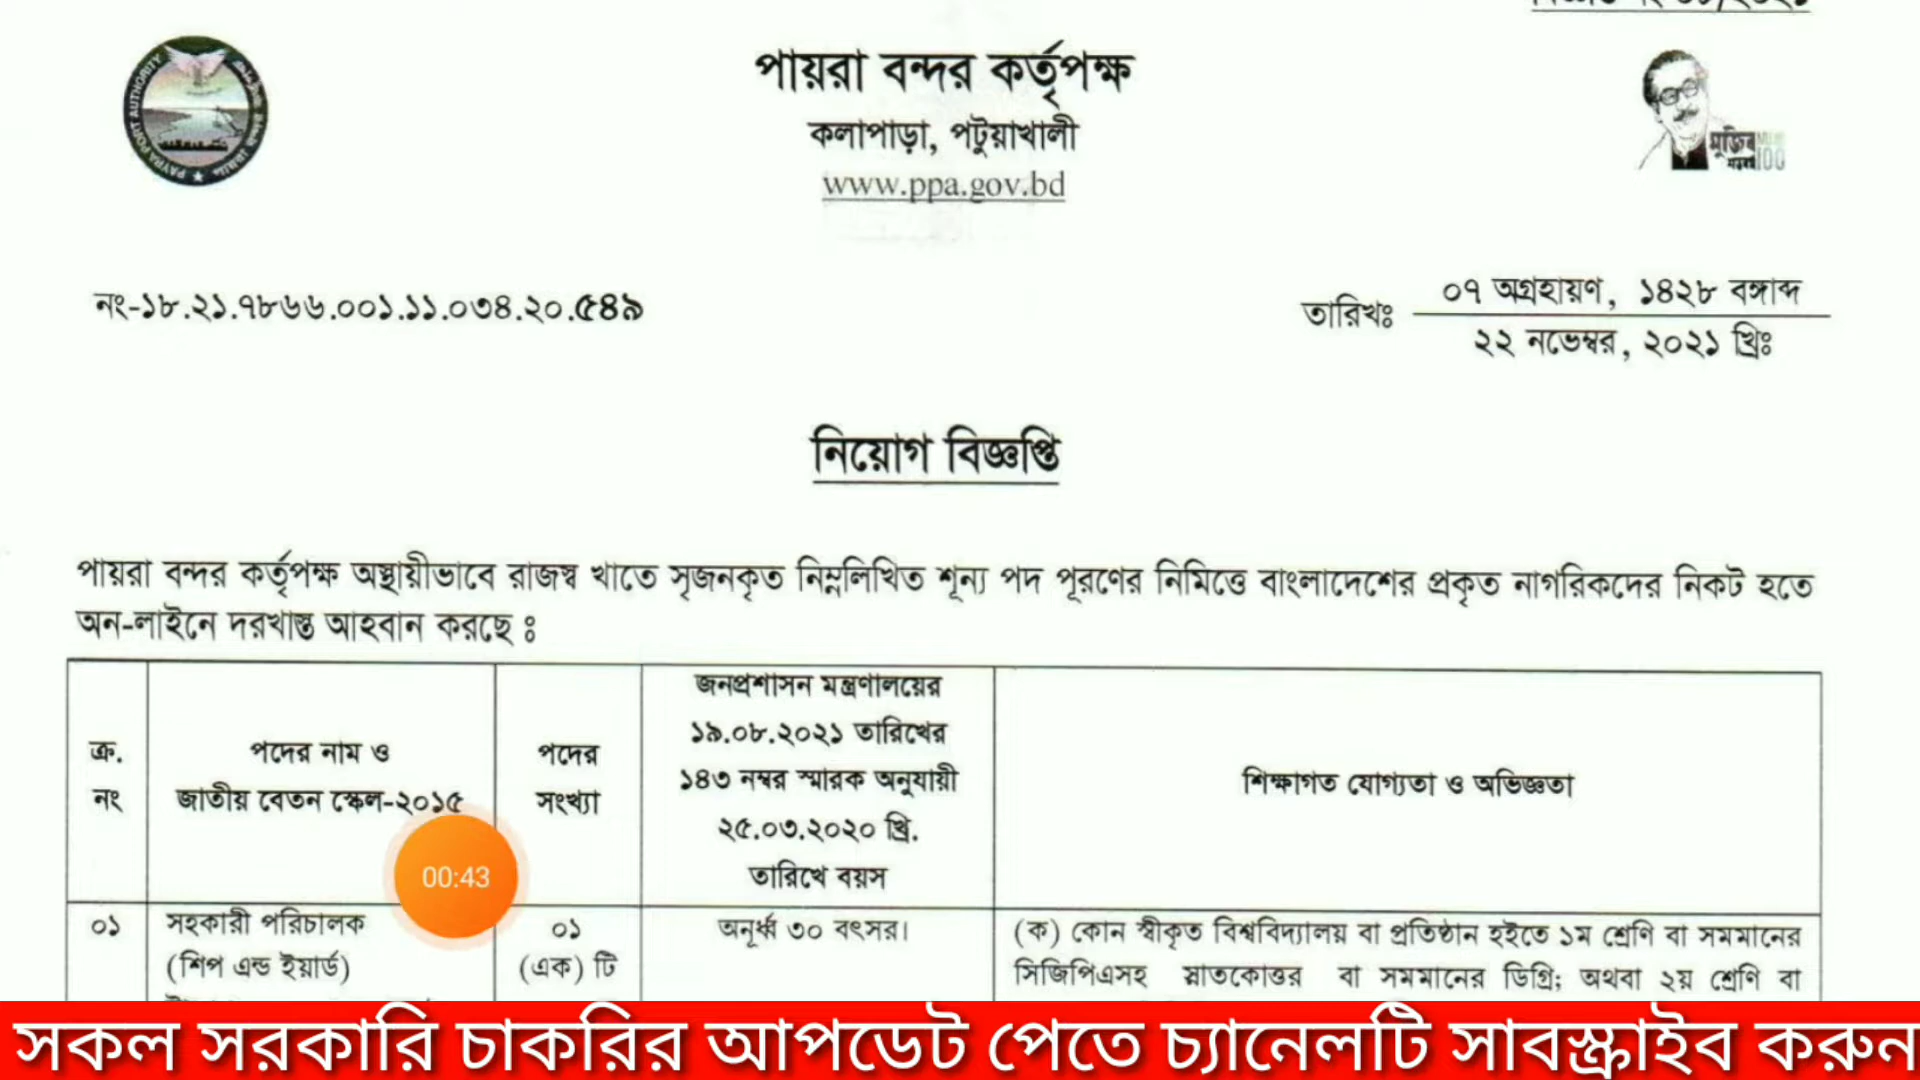 পায়রা বন্দর কর্তৃপক্ষ
কলাপাড়া, পটুয়াখালী
www.ppa.gov.bd
PAYRA PORT AUTHORITY
মুজিব
100
নং-১৮.২১.৭৮৬৬.০০১.১১.০৩৪.২০.৫৪৯
তারিখঃ
০৭ অগ্রহায়ণ, ১৪২৮ বঙ্গাব্দ
২২ নভেম্বর, ২০২১ খ্রিঃ
নিয়োগ বিজ্ঞপ্তি
পায়রা বন্দর কর্তৃপক্ষ অস্থায়ীভাবে রাজস্ব খাতে সৃজনকৃত নিম্নলিখিত শূন্য পদ পূরণের নিমিত্তে বাংলাদেশের প্রকৃত নাগরিকদের নিকট হতে
অন-লাইনে দরখাস্ত আহবান করছে ঃ
ক্র.
নং
পদের নাম ও
জাতীয় বেতন স্কেল-২০১৫
পদের
সংখ্যা
জনপ্রশাসন মন্ত্রণালয়ের
১৯.০৮.২০২১ তারিখের
১৪৩ নম্বর স্মারক অনুযায়ী
২৫.০৩.২০২০ খ্রি.
তারিখে বয়স
শিক্ষাগত যোগ্যতা ও অভিজ্ঞতা
00:43
০১
সহকারী পরিচালক
(শিপ এন্ড ইয়ার্ড)
০১
(এক) টি
অনূর্ধ্ব ৩০ বৎসর।
(ক) কোন স্বীকৃত বিশ্ববিদ্যালয় বা প্রতিষ্ঠান হইতে ১ম শ্রেণি বা সমমানের
সিজিপিএসহ স্নাতকোত্তর বা সমমানের ডিগ্রি; অথবা ২য় শ্রেণি বা
সকল সরকারি চাকরির আপডেট পেতে চ্যানেলটি সাবস্ক্রাইব করুন